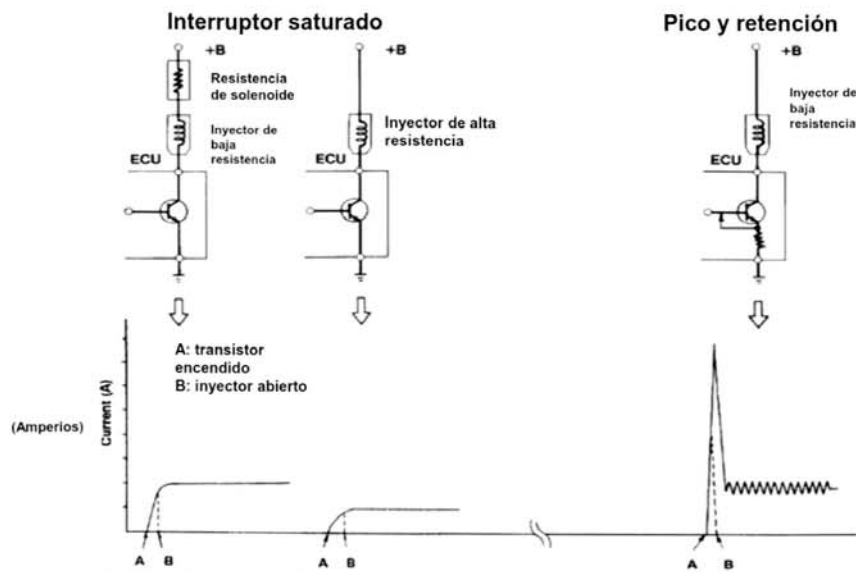 Interruptor saturado
Pico y retención
+B
+B
+B
Resistencia
de solenoide
Inyector de
baja
resistencia
Inyector de alta
resistencia
Inyector de
baja
resistencia
ECU
ECU
ECU
A: transistor
encendido
B: inyector abierto
(Amperios)
Current (A)
A B
A B
A B